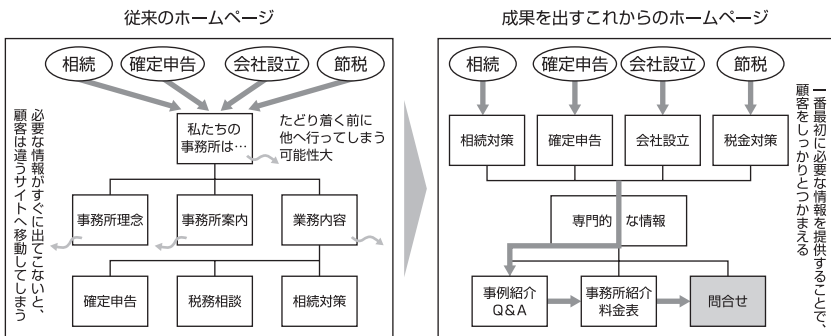 従来のホームページ
相続
確定申告
会社設立
節税
私たちの
事務所は…
たどり着く前に
他へ行ってしまう
可能性大
必要な情報がすぐに出てこないと、
顧客は違うサイトへ移動してしまう
事務所理念
事務所案内
業務内容
確定申告
税務相談
相続対策
成果を出すこれからのホームページ
相続
確定申告
会社設立
節税
相続対策
確定申告
会社設立
税金対策
一番最初に必要な情報を提供することで、
顧客をしっかりとつかまえる
専門的 な情報
事例紹介
Q&A
事務所紹介
料金表
問合せ